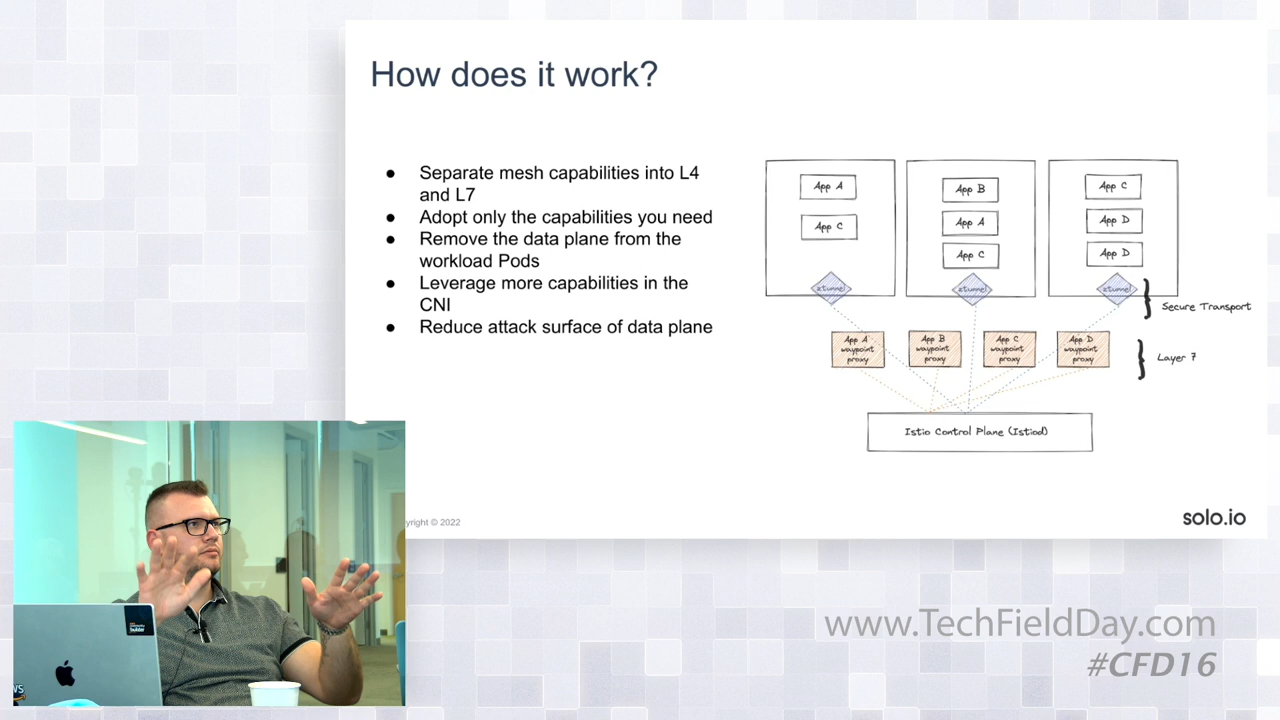 How does it work?
● Separate mesh capabilities into L4
and L7
● Adopt only the capabilities you need
● Remove the data plane from the
workload Pods
● Leverage more capabilities in the
CNI
● Reduce attack surface of data plane
App A
App C
ztunnel
App B
App A
App C
ztunnel
App C
App D
App D
ztunnel
Secure Transport
App A
waypoint
proxy
App B
waypoint
proxy
App C
waypoint
proxy
App D
waypoint
proxy
Layer 7
Istio Control Plane (Istiod)
yright © 2022
solo.io
www.TechFieldDay.com
#CFD16
builder
WS